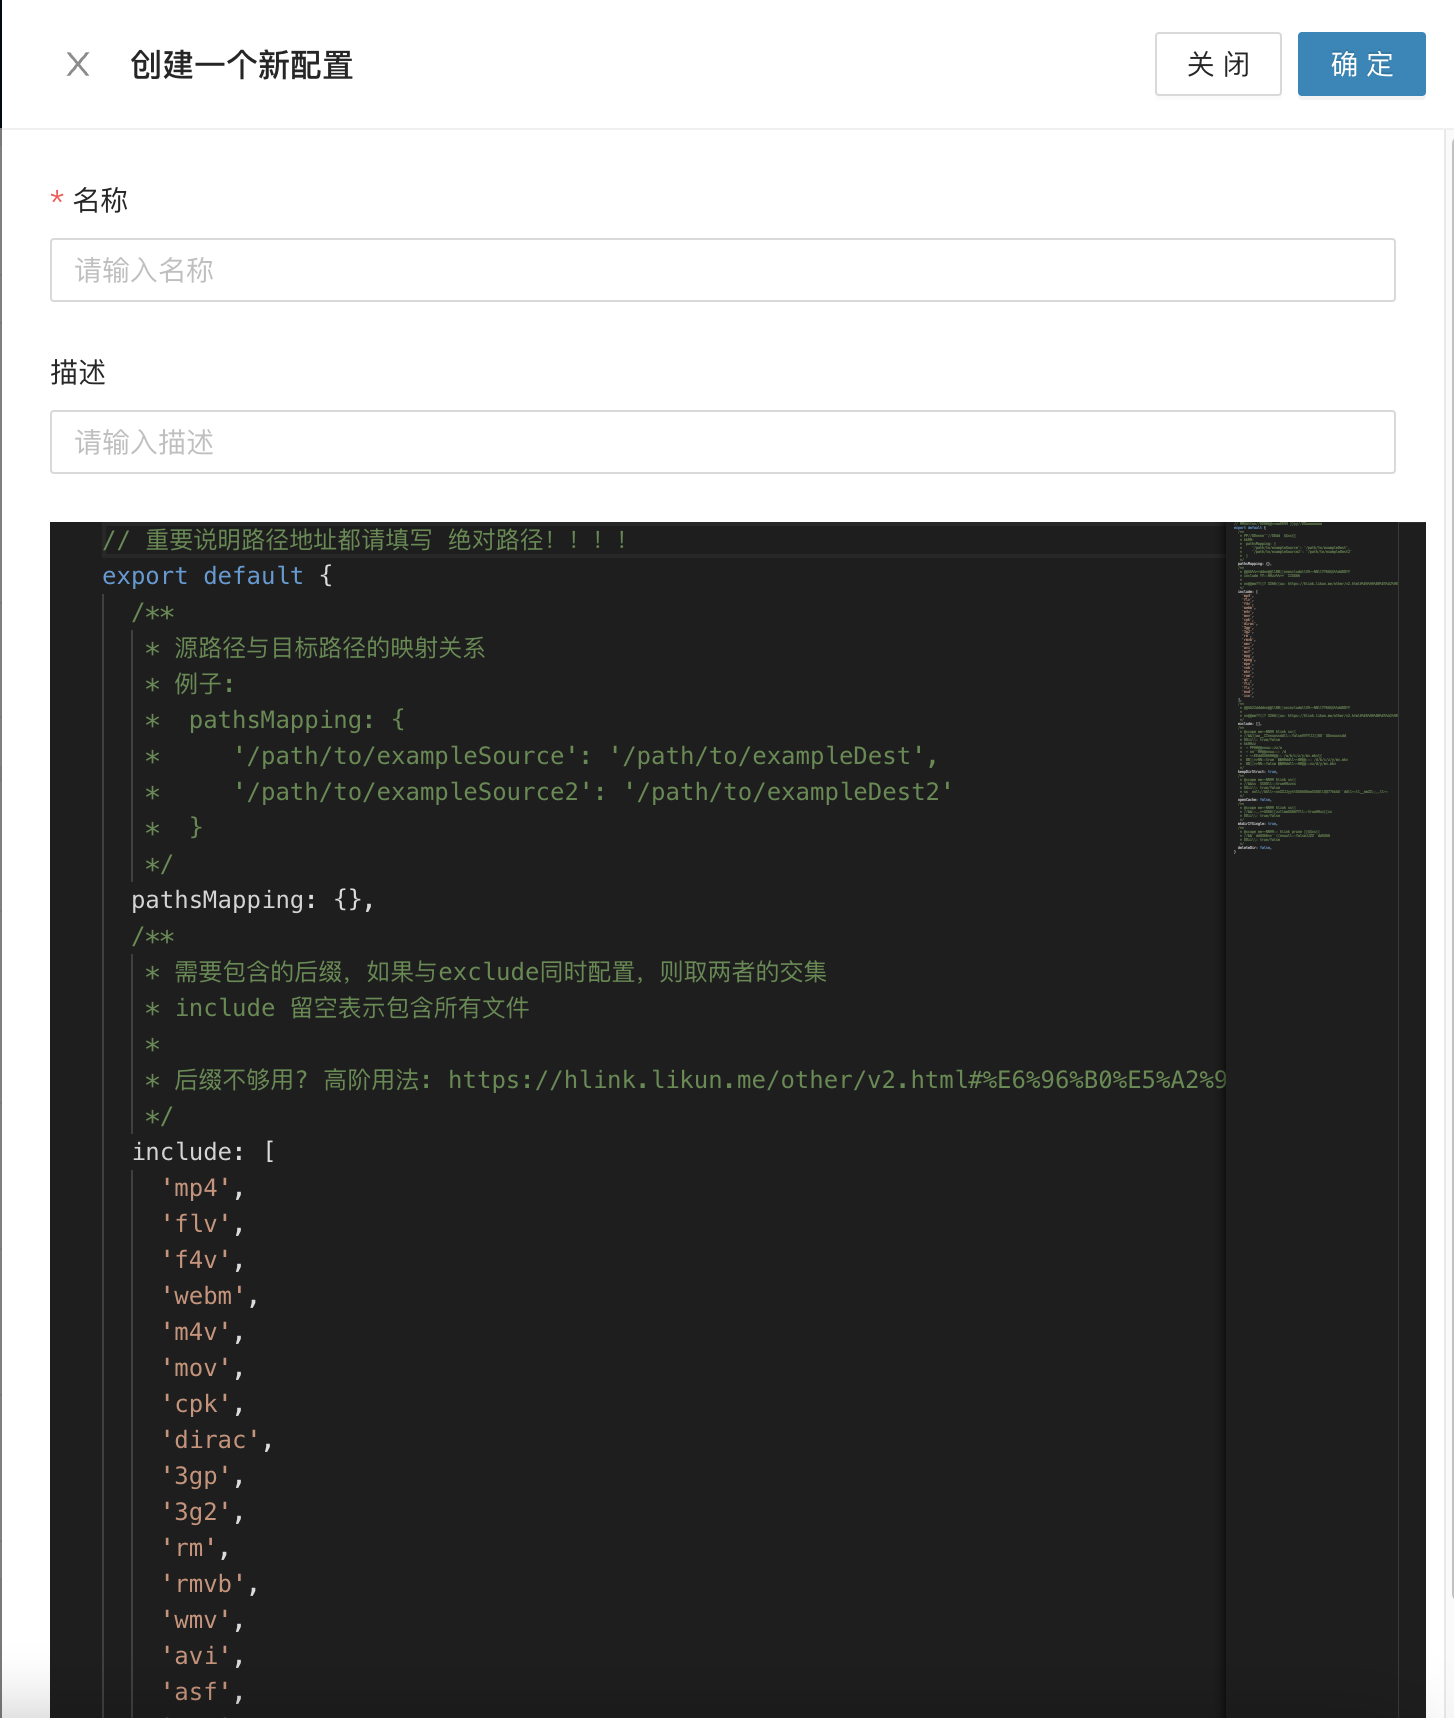 创建一个新配置
关 闭
确 定
* 名称
请输入名称
描述
请输入描述
// 重要说明路径地址都请填写 绝对路径！！！！
export default {
/**
* 源路径与目标路径的映射关系
* 例子:
* pathsMapping: {
* '/path/to/exampleSource': '/path/to/exampleDest',
* '/path/to/exampleSource2': '/path/to/exampleDest2'
* }
*/
pathsMapping: {},
/**
* 需要包含的后缀，如果与exclude同时配置，则取两者的交集
* include 留空表示包含所有文件
*
* 后缀不够用? 高阶用法: https://hlink.likun.me/other/v2.html#%E6%96%B0%E5%A2%9
*/
include: [
'mp4',
'flv',
'f4v',
'webm',
'm4v',
'mov',
'cpk',
'dirac',
'3gp',
'3g2',
'rm',
'rmvb',
'wmv',
'avi',
'asf',